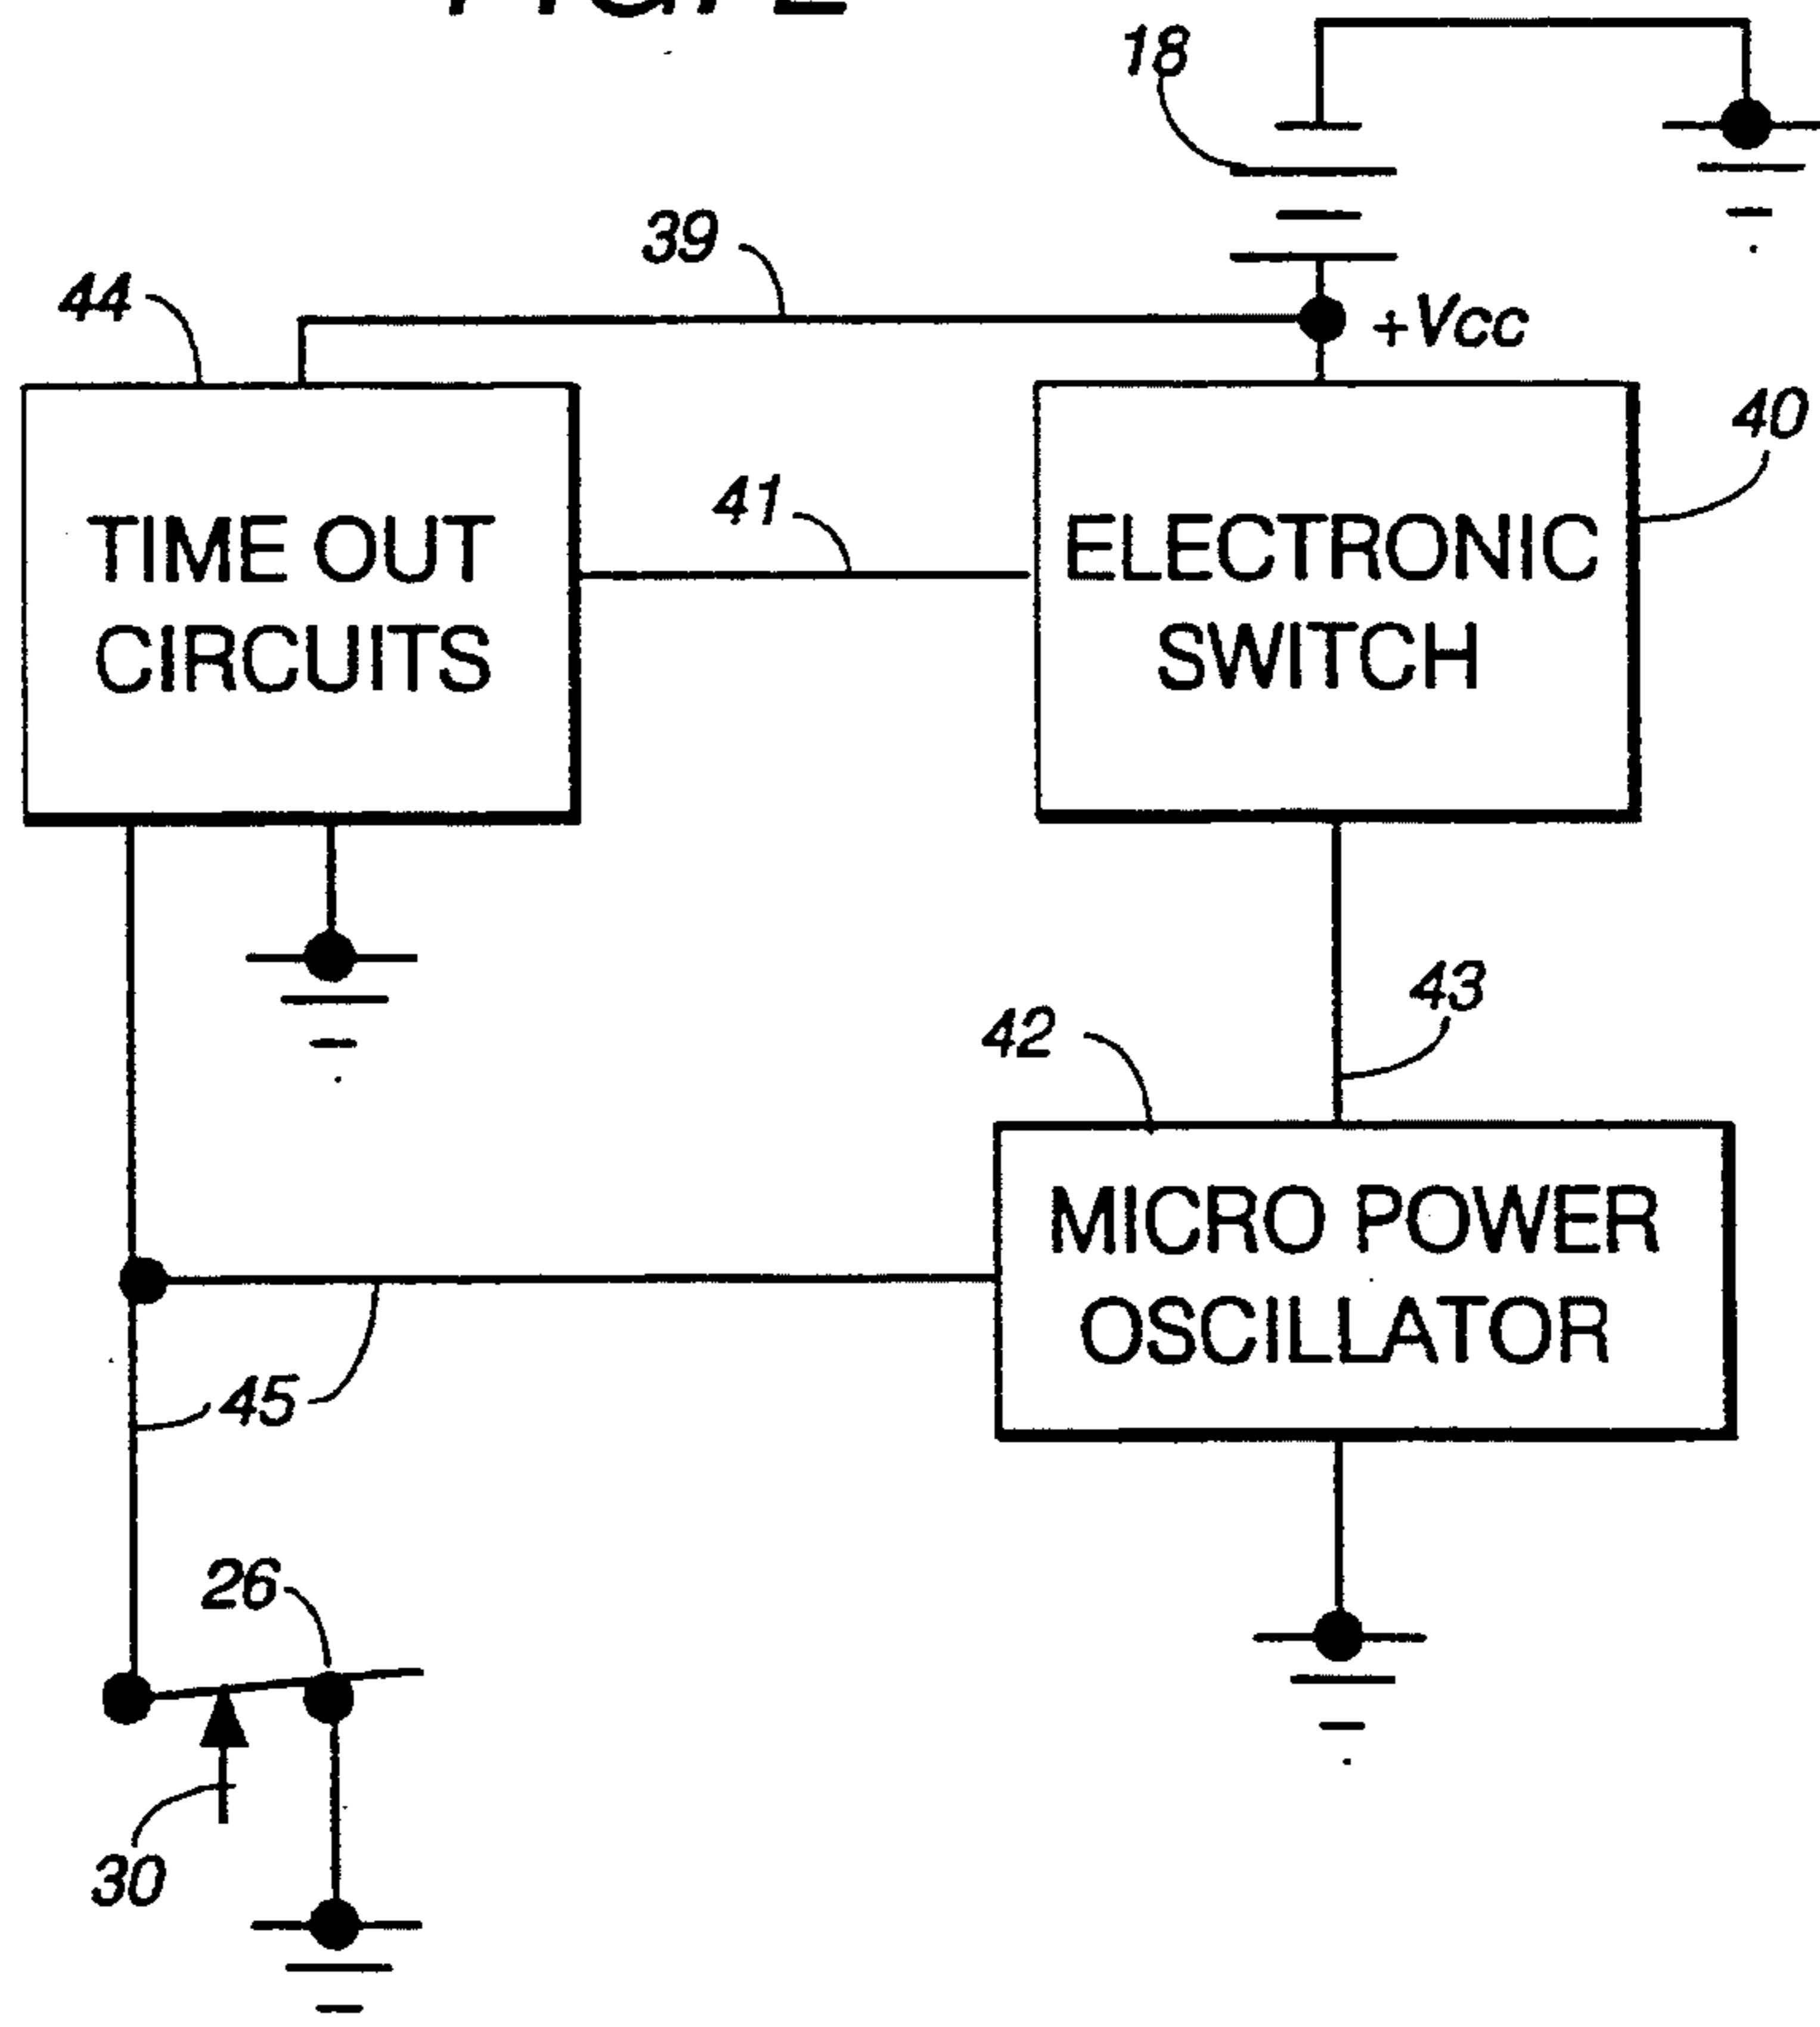 18
39
44
+Vcc
40
41
TIME OUT
CIRCUITS
ELECTRONIC
SWITCH
43
42
MICRO POWER
OSCILLATOR
45
26
30